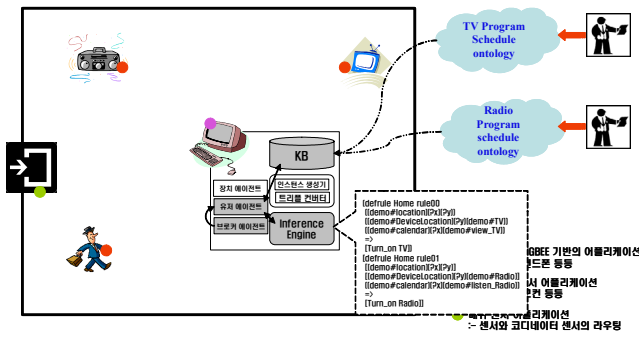 TV Program
Schedule
ontology
Radio
Program
schedule
ontology
KB
장치 에이전트
유저 에이전트
브로커 에이전트
인스턴스 생성기
트리플 컨버터
Inference
Engine
[defrule Home rule00
[[demo#location][?x][?y]]
[[demo#DeviceLocation][?y][demo#TV]]
[[demo#calendar][?x][demo#view_TV]]
=>
[Turn_on TV]]
[defrule Home rule01
[[demo#location][?x][?y]]
[[demo#DeviceLocation][?y][demo#Radio]]
[[demo#calendar][?x][demo#listen_Radio]]
=>
[Turn_on Radio]]
GBEE 기반의 어플리케이션
드폰 등등
서 어플리케이션
컨 등등
:- 센서와 코디네이터 센서의 라우팅